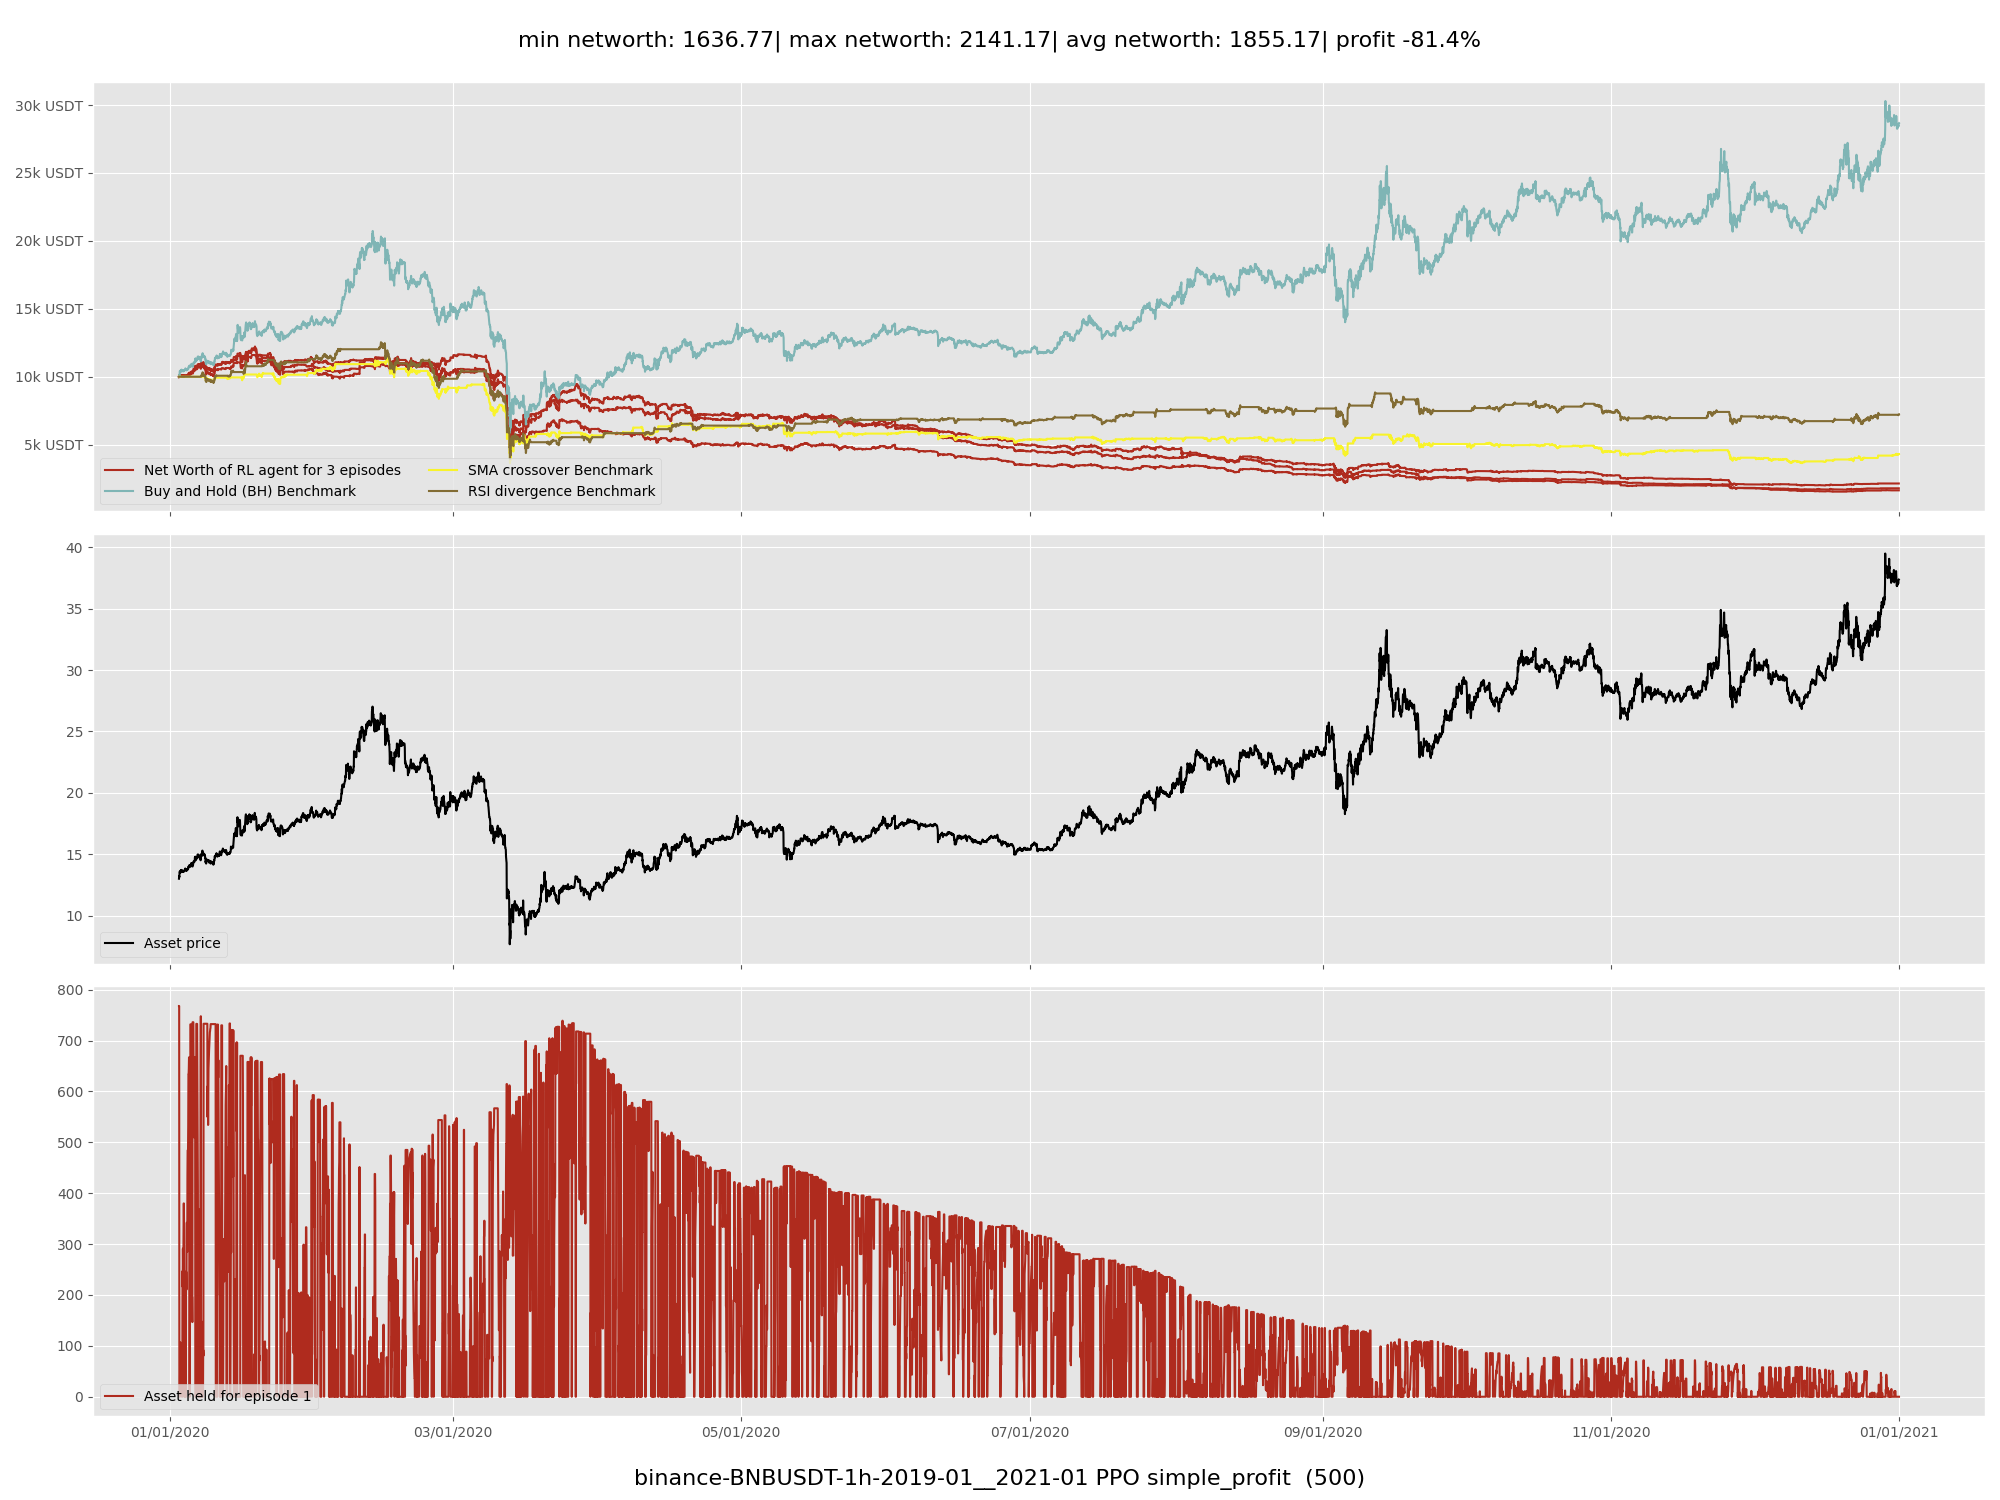 min networth: 1636.77| max networth: 2141.17| avg networth: 1855.17| profit -81.4%
30k USDT
25k USDT
20k USDT
15k USDT
10k USDT
5k USDT
Net Worth of RL agent for 3 episodes
Buy and Hold (BH) Benchmark
SMA crossover Benchmark
RSI divergence Benchmark
40
35
30
25
20
15
10
Asset price
800
700
600
500
400
300
200
100
0
Asset held for episode 1
01/01/2020 03/01/2020 05/01/2020 07/01/2020 09/01/2020 11/01/2020 01/01/2021
binance-BNBUSDT-1h-2019-01__2021-01 PPO simple_profit (500)